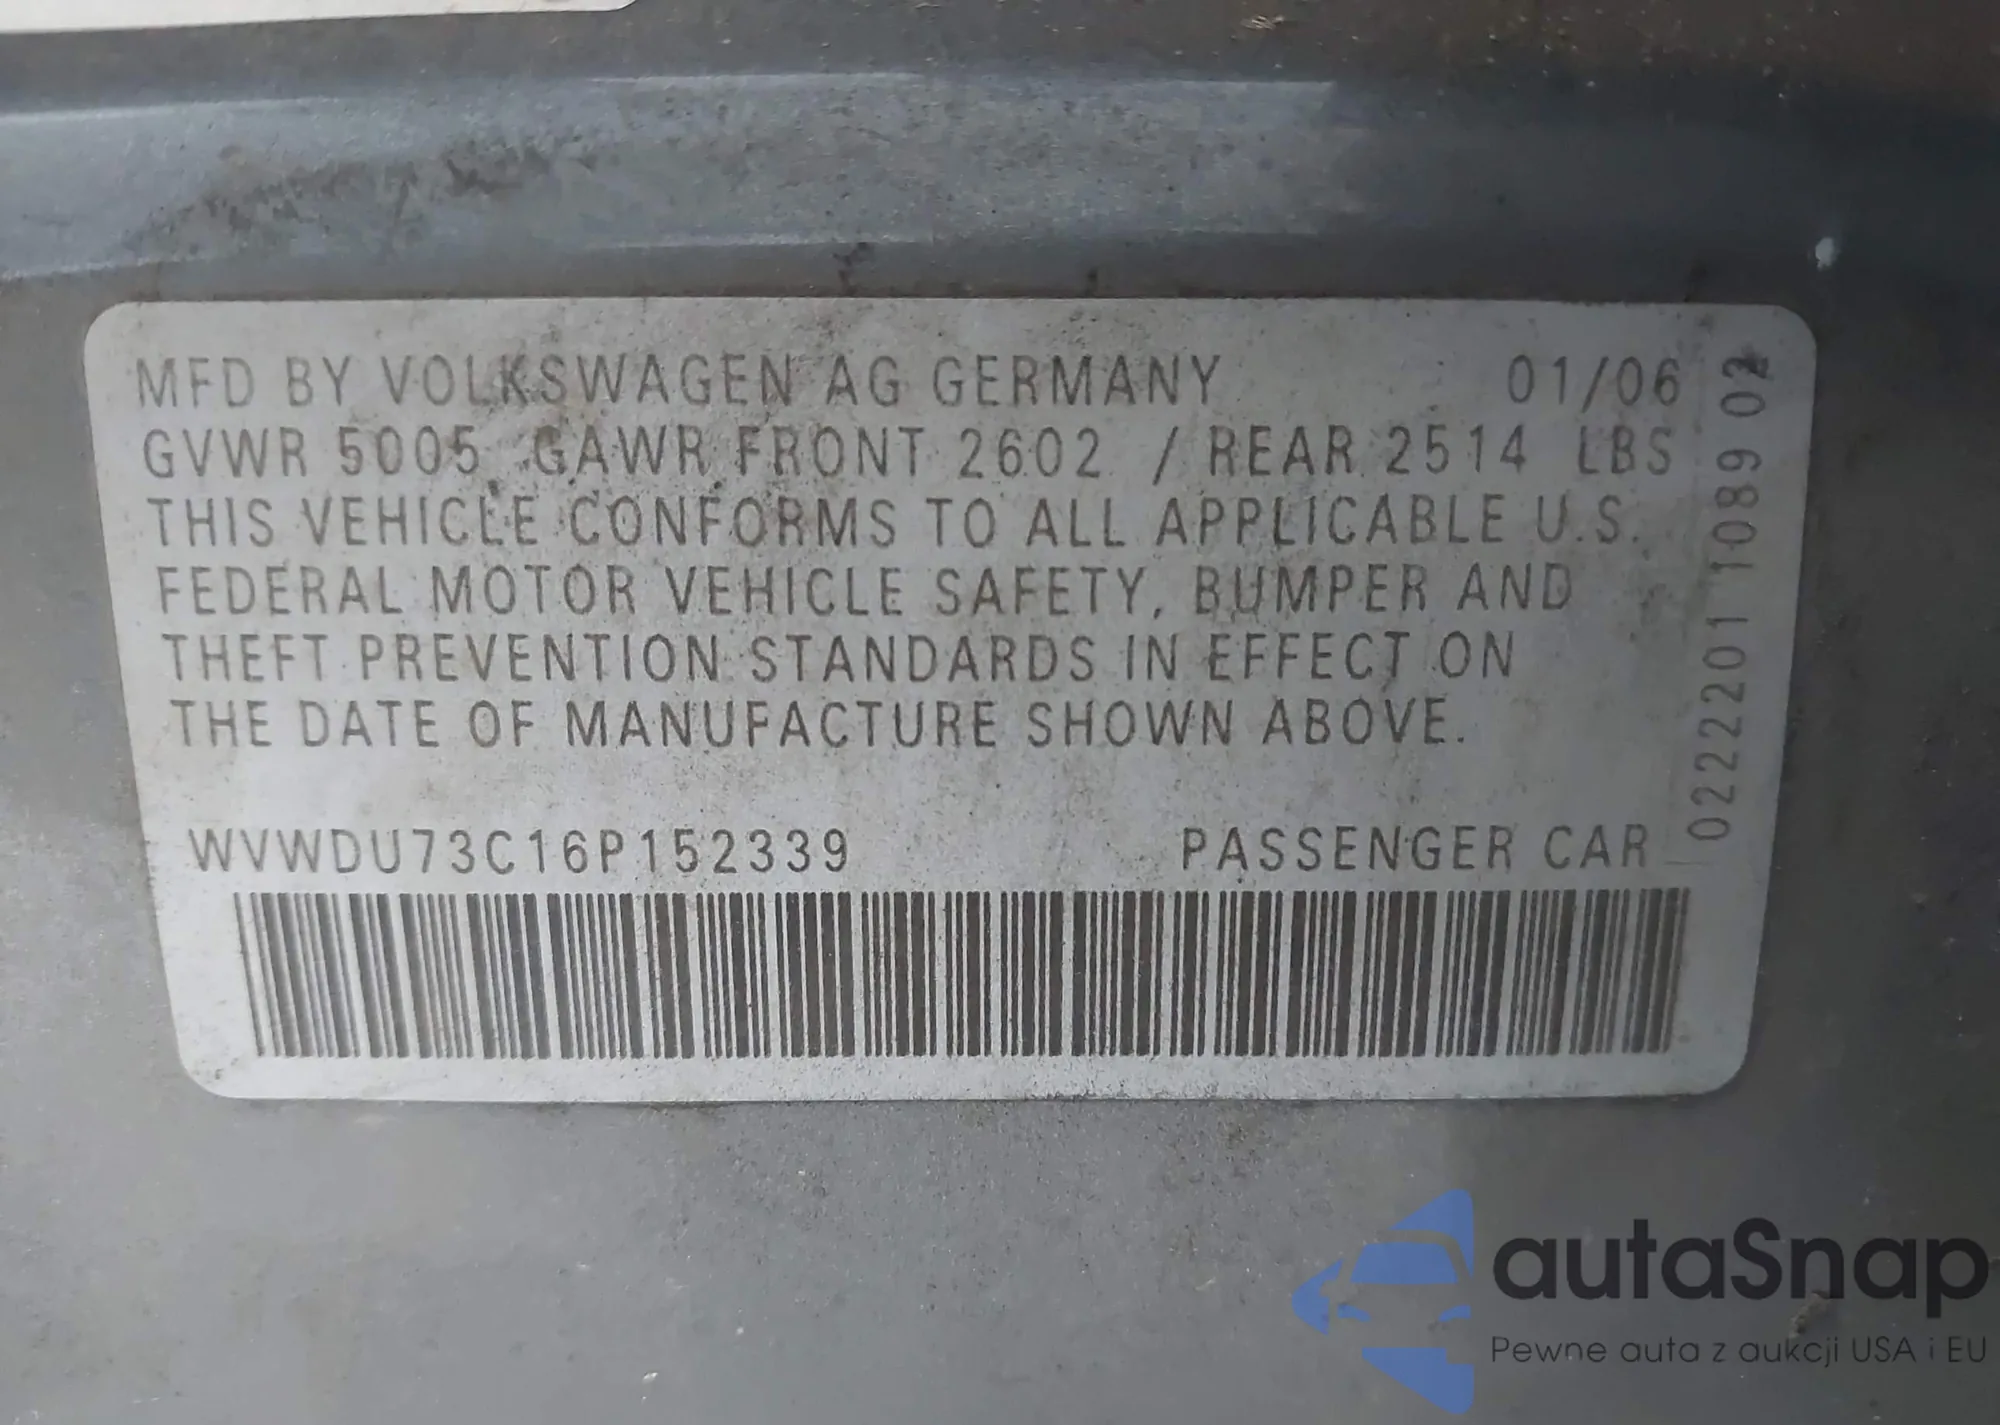 MFD BY VOLKSWAGEN AG GERMANY 01/06
GVWR 5005 GAWR FRONT 2602 / REAR 2514 LBS
THIS VEHICLE CONFORMS TO ALL APPLICABLE U.S.
FEDERAL MOTOR VEHICLE SAFETY, BUMPER AND
THEFT PREVENTION STANDARDS IN EFFECT ON
THE DATE OF MANUFACTURE SHOWN ABOVE.
WVWDU73C16P152339 PASSENGER CAR
0222201 1089
autaSnap
Pewne auta z aukcji USA i EU